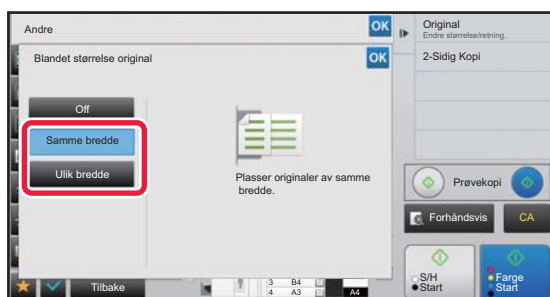 Andre
OK
Blandet størrelse original
OK
Off
Samme bredde
Ulik bredde
Plasser originaler av samme
bredde.
Tilbake
3 B4
4 A3
A4
Original
Endre størrelse/retning.
2-Sidig Kopi
Prøvekopi
Forhåndsvis
CA
S/H
Start
Farge
Start